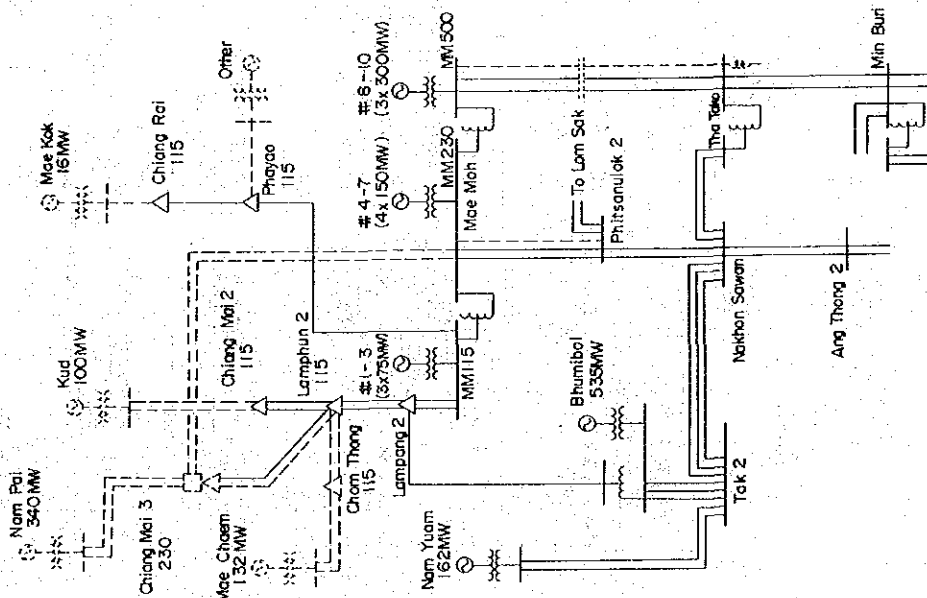 Nam Pai
340 MW
Kud
100MW
Mae Kok
16MW
Other
Chiang Rai
115
Phayao
115
Chiang Mai 3
230
Chiang Mai 2
115
Mae Chaem
132 MW
Lamphun 2
115
Chom Thong
115
Lampang 2
#1-3
(3x75MW)
MM115
#4-7
(4x150MW)
MM230
Mae Moh
#8-10
(3x300MW)
MM500
To Lom Sak
Phitsanulok 2
Nam Yuam
162MW
Bhumibol
535MW
Tak 2
Nakhon Sawan
Tha Tako
Ang Thong 2
Min Buri